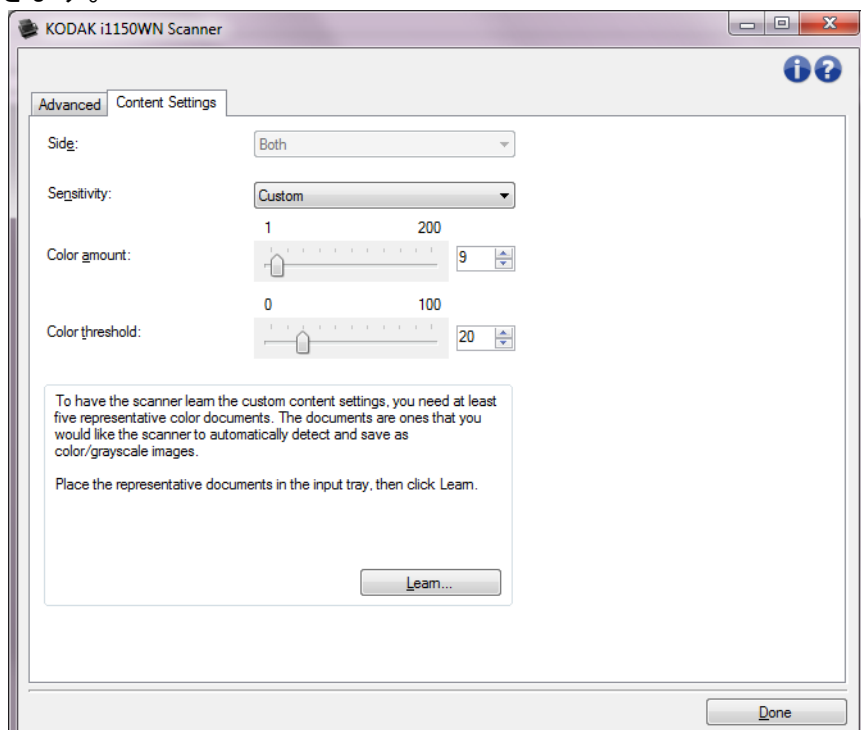 KODAK i1150WN Scanner
Advanced
Content Settings
Side:
Both
Sensitivity:
Custom
1 200
Color amount:
9
0 100
Color threshold:
20
To have the scanner learn the custom content settings, you need at least
five representative color documents. The documents are ones that you
would like the scanner to automatically detect and save as
color/grayscale images.
Place the representative documents in the input tray, then click Learn.
Learn...
Done